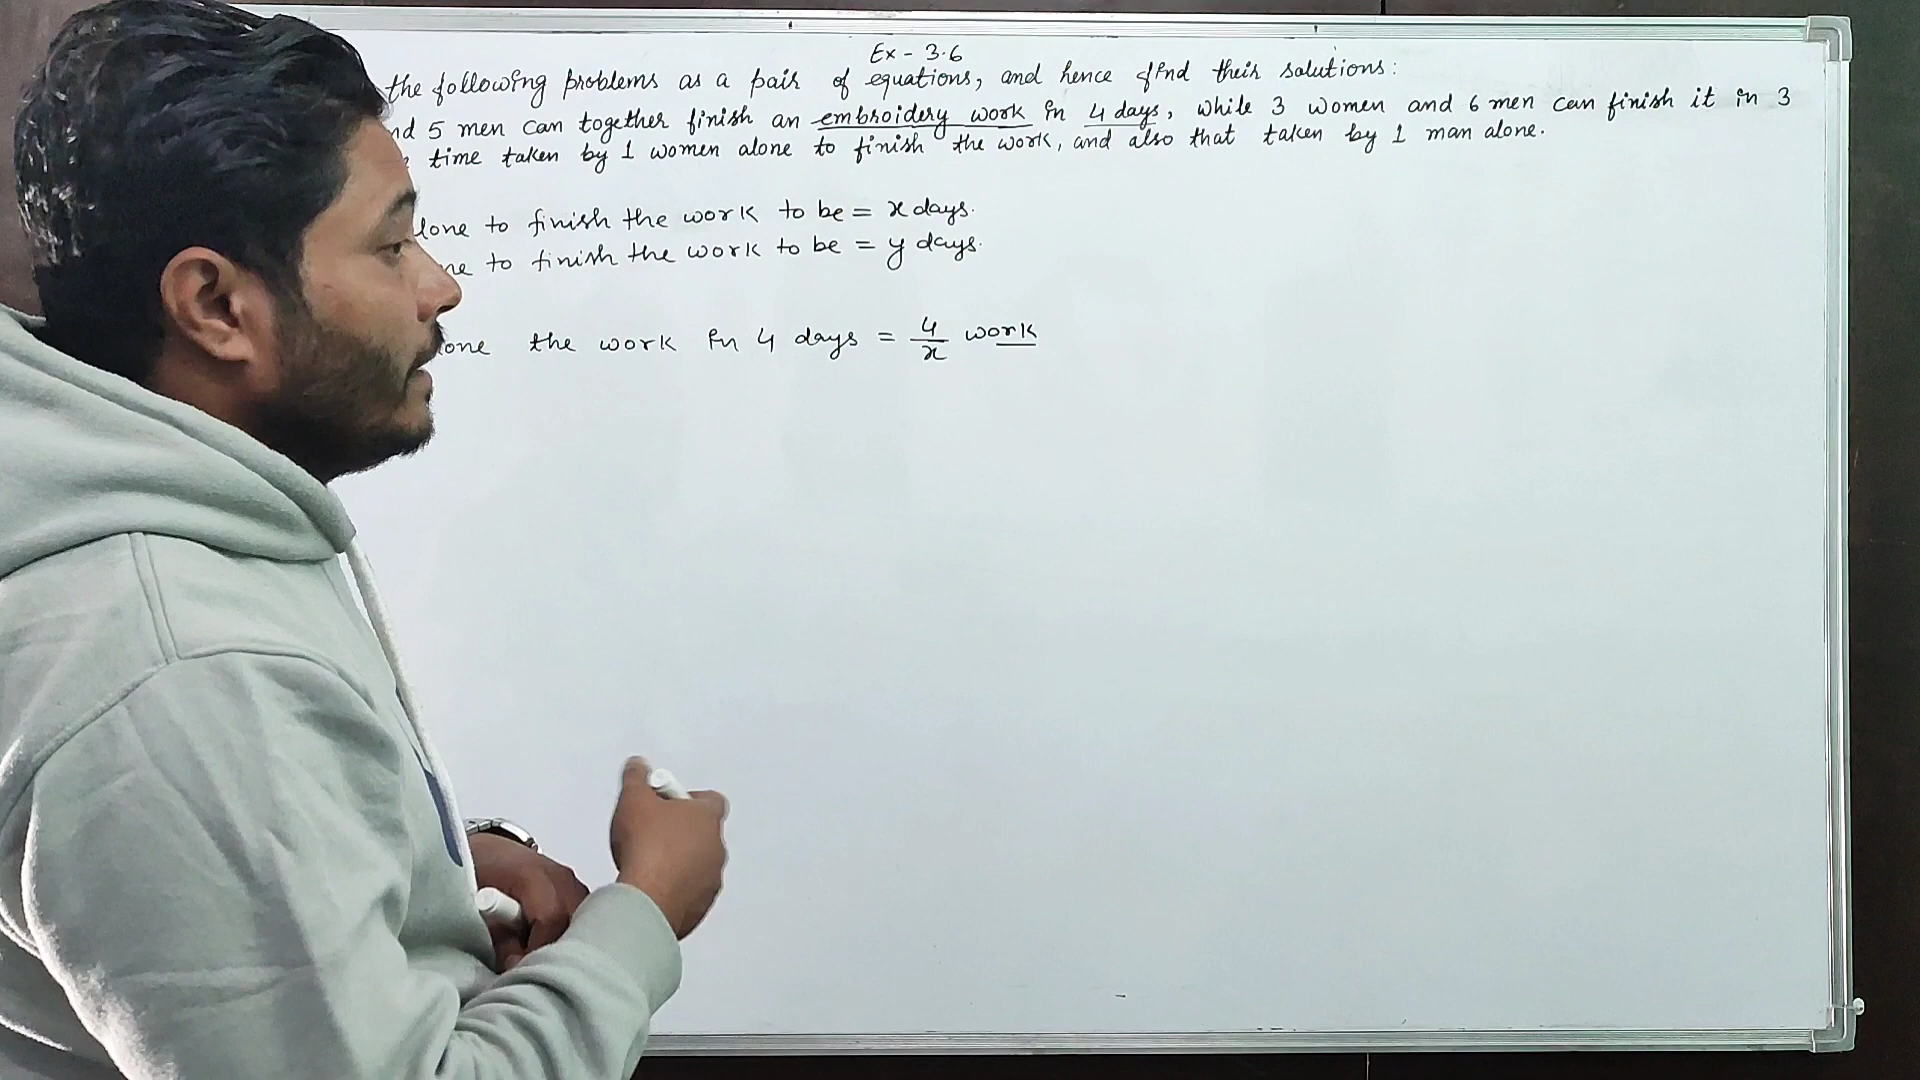 Ex - 3.6
the following problems as a pair of equations, and hence find their solutions:
nd 5 men can together finish an embroidery work in 4 days, while 3 women and 6 men can finish it in 3
time taken by 1 women alone to finish the work, and also that taken by 1 man alone.
lone to finish the work to be = x days.
ne to finish the work to be = y days.
one the work in 4 days = 4/x work